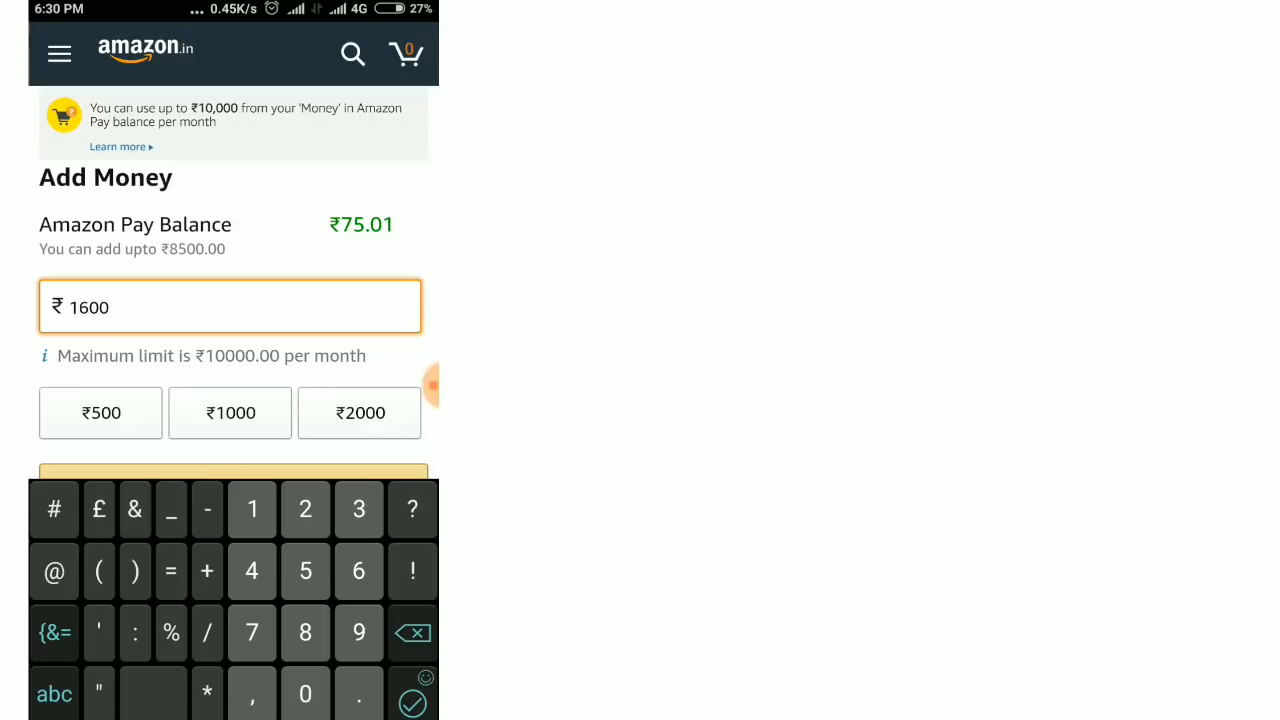 6:30 PM ... 0.45K/s 4G 27%
amazon.in 0
You can use up to ₹10,000 from your 'Money' in Amazon
Pay balance per month
Learn more ▸
Add Money
Amazon Pay Balance ₹75.01
You can add upto ₹8500.00
₹ 1600
i Maximum limit is ₹10000.00 per month
₹500 ₹1000 ₹2000
# £ & _ - 1 2 3 ?
@ ( ) = + 4 5 6 !
{&= ' : % / 7 8 9
abc " * , 0 .